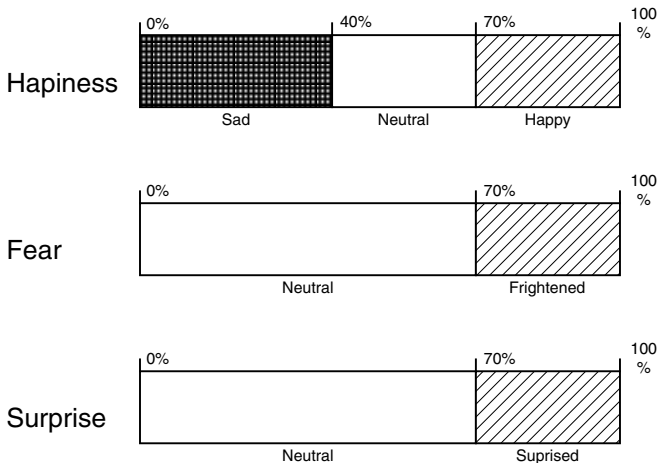 0% 40% 70% 100
%
Hapiness
Sad Neutral Happy
0% 70% 100
%
Fear
Neutral Frightened
0% 70% 100
%
Surprise
Neutral Suprised